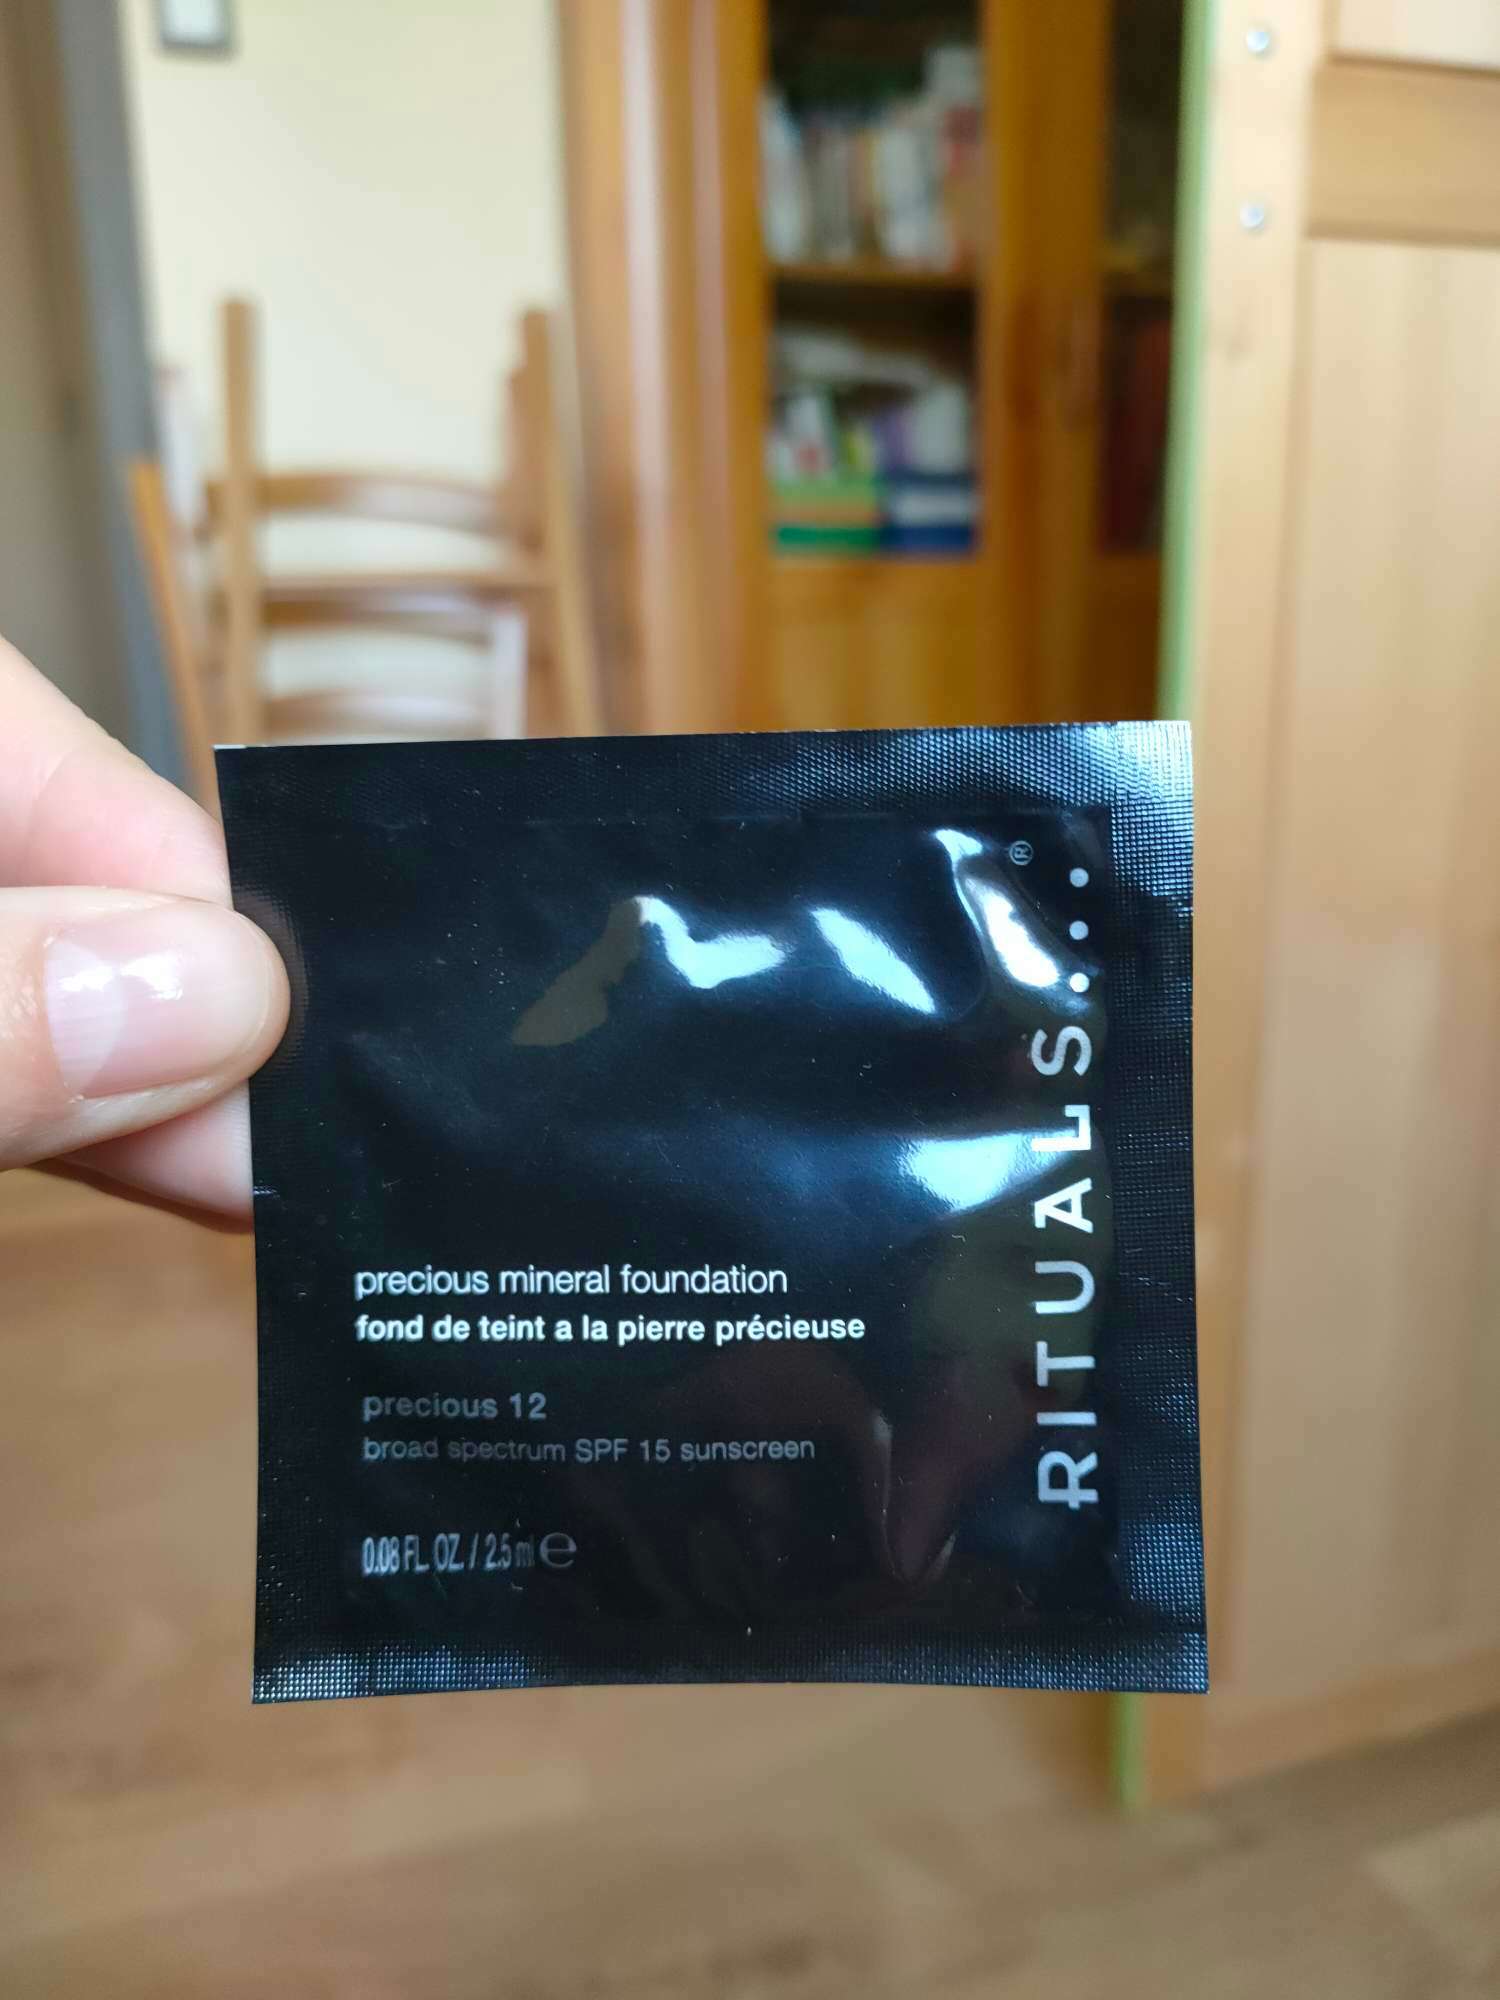 precious mineral foundation
fond de teint a la pierre précieuse
precious 12
broad spectrum SPF 15 sunscreen
0.08 FL. OZ. / 2.5 ml e
RITUALS...®